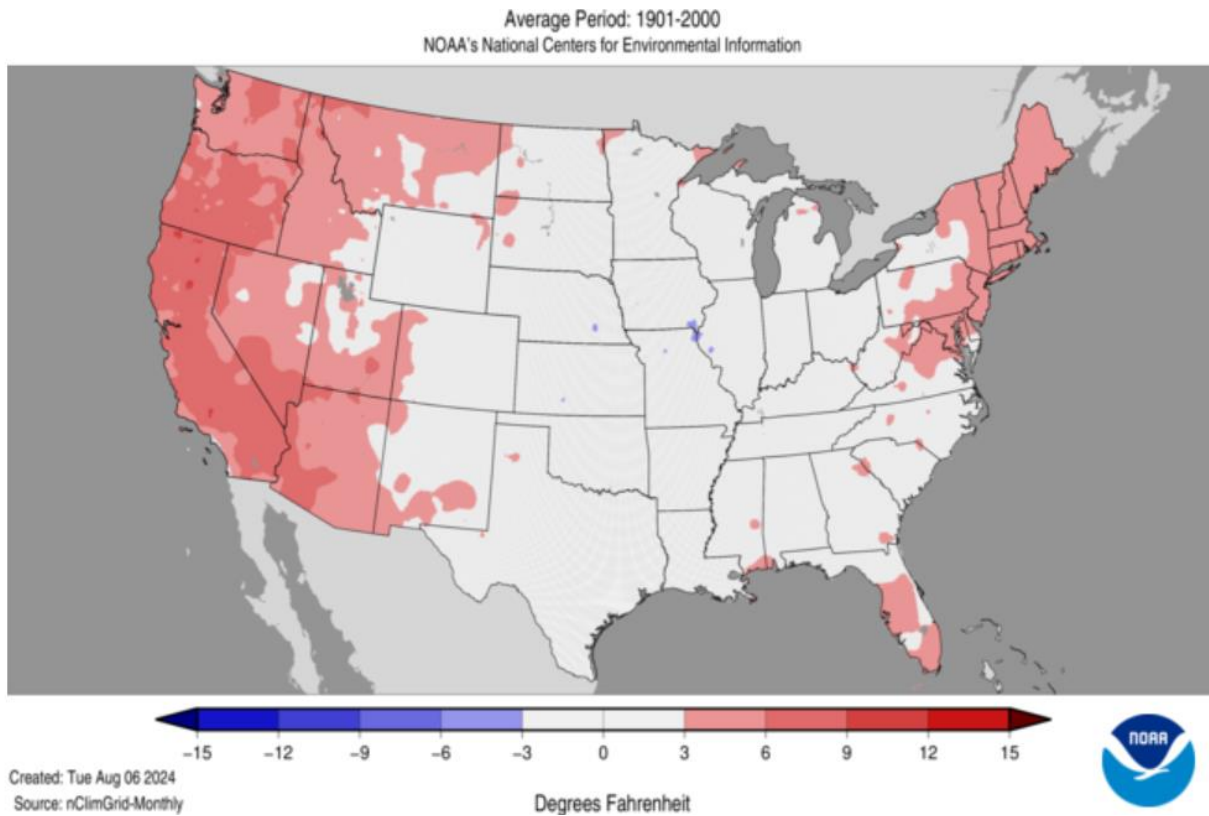 Average Period: 1901-2000
NOAA's National Centers for Environmental Information
-15 -12 -9 -6 -3 0 3 6 9 12 15
Created: Tue Aug 06 2024
Source: nClimGrid-Monthly
Degrees Fahrenheit
NOAA